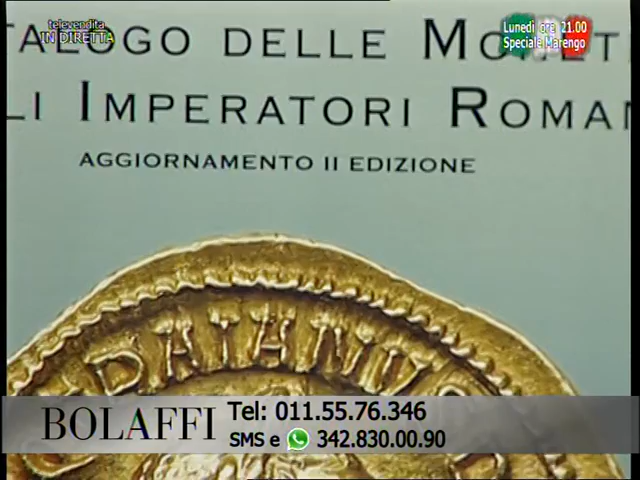 televendita
IN DIRETTA
Lunedì ore 21.00
Speciale Marengo
TALOGO DELLE MONET
LI IMPERATORI ROMAN
AGGIORNAMENTO II EDIZIONE
BOLAFFI
Tel: 011.55.76.346
SMS e 342.830.00.90